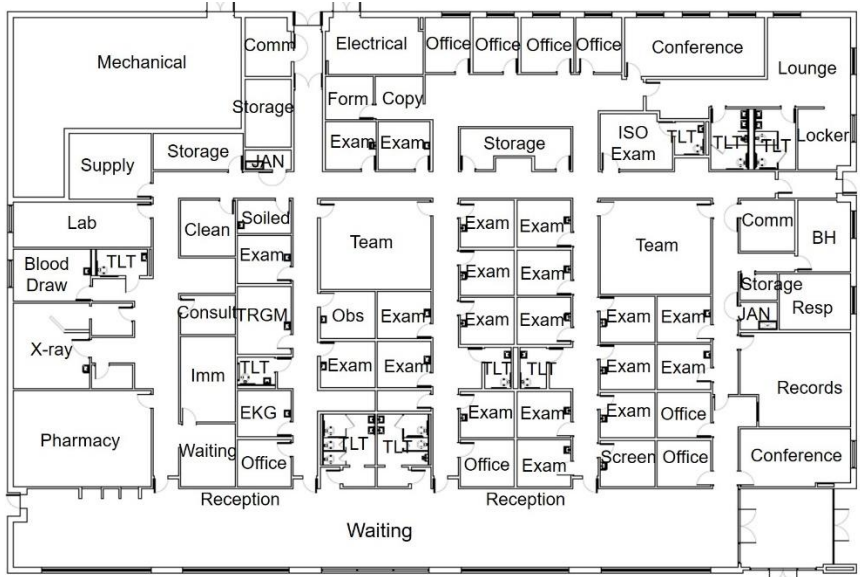 Mechanical
Comm
Electrical
Office
Office
Office
Office
Conference
Lounge
Storage
Form
Copy
Exam
Exam
Storage
ISO
Exam
TLT
TLT
TLT
Locker
Supply
Storage
JAN
Lab
Clean
Soiled
Team
Exam
Exam
Team
Comm
BH
Blood
Draw
TLT
Exam
Exam
Exam
Storage
Resp
Consult
TRGM
Obs
Exam
Exam
Exam
Exam
Exam
JAN
X-ray
Imm
TLT
Exam
Exam
TLT
TLT
Exam
Exam
Records
Pharmacy
EKG
Exam
Exam
Exam
Office
Waiting
Office
TLT
TLT
Office
Exam
Screen
Office
Conference
Reception
Reception
Waiting